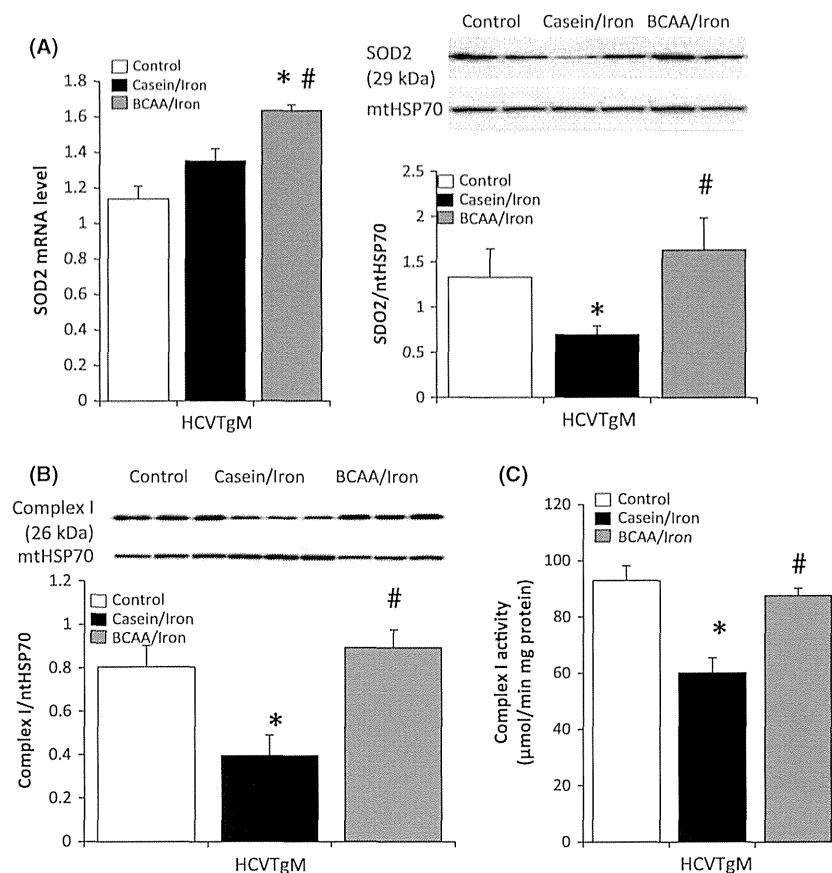 (A)
Control
Casein/Iron
BCAA/Iron
1.8
1.6
1.4
1.2
1
0.8
0.6
0.4
0.2
0
SOD2 mRNA level
* #
HCVTgM
Control Casein/Iron BCAA/Iron
SOD2
(29 kDa)
mtHSP70
2.5
2
1.5
1
0.5
0
SDO2/ntHSP70
Control
Casein/Iron
BCAA/Iron
*
#
HCVTgM
(B)
Control Casein/Iron BCAA/Iron
Complex I
(26 kDa)
mtHSP70
1.2
1
0.8
0.6
0.4
0.2
0
Complex I/ntHSP70
Control
Casein/Iron
BCAA/Iron
*
#
HCVTgM
(C)
120
100
80
60
40
20
0
Complex I activity
(µmol/min mg protein)
Control
Casein/Iron
BCAA/Iron
*
#
HCVTgM